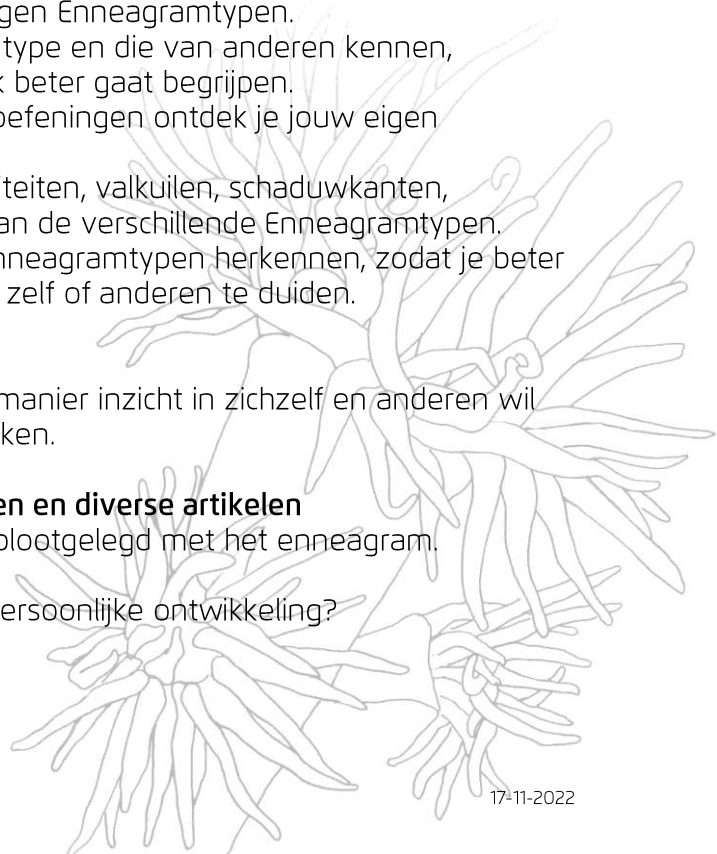 gen Enneagramtypen.
type en die van anderen kennen,
k beter gaat begrijpen.
oefeningen ontdek je jouw eigen
teiten, valkuilen, schaduwkanten,
an de verschillende Enneagramtypen.
nneagramtypen herkennen, zodat je beter
zelf of anderen te duiden.
manier inzicht in zichzelf en anderen wil
ken.
en en diverse artikelen
blootgelegd met het enneagram.
ersoonlijke ontwikkeling?
17-11-2022